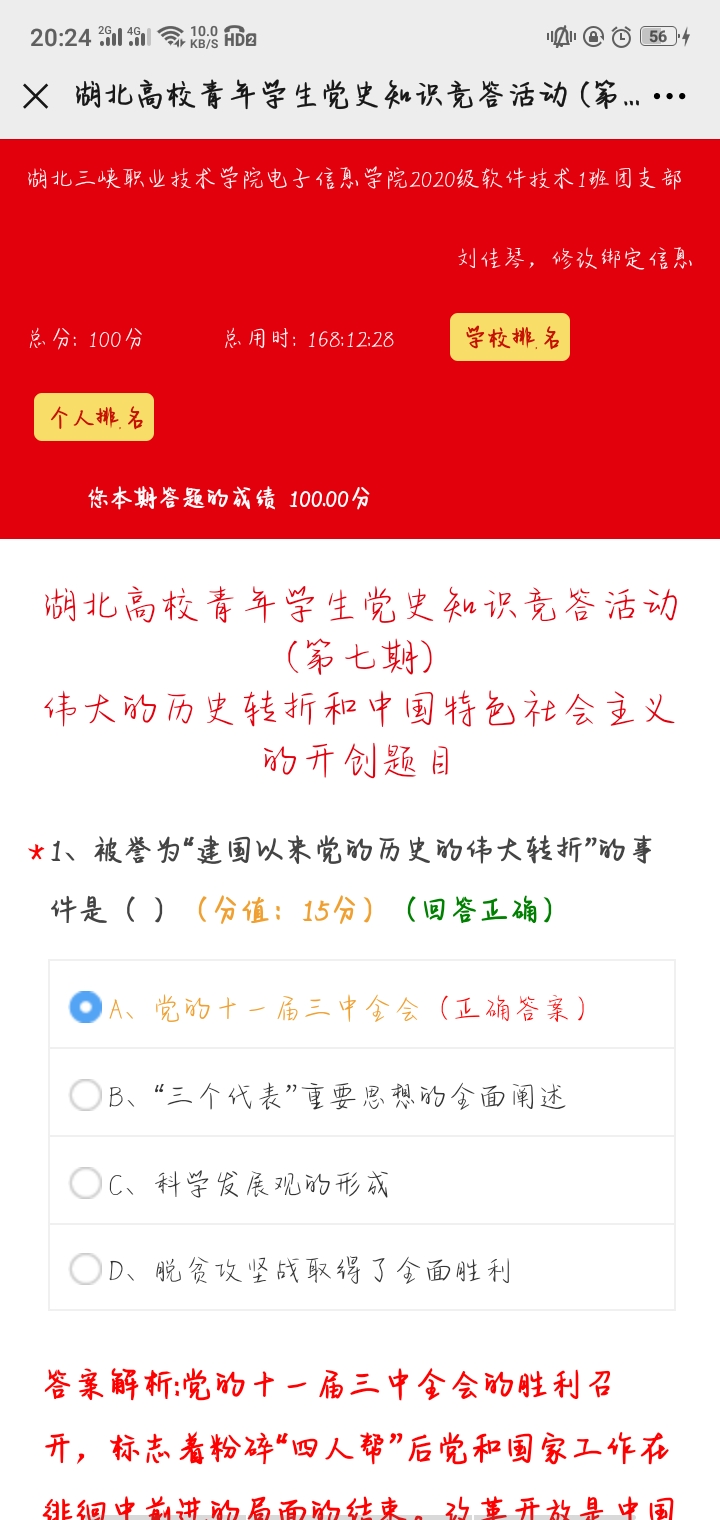 20:24 2G 4G 10.0 KB/S HD2 56
湖北高校青年学生党史知识竞答活动(第...
湖北三峡职业技术学院电子信息学院2020级软件技术1班团支部
刘佳琴，修改绑定信息
总分: 100分 总用时: 168:12:28 学校排名
个人排名
你本期答题的成绩 100.00分
湖北高校青年学生党史知识竞答活动
(第七期)
伟大的历史转折和中国特色社会主义
的开创题目
*1、被誉为“建国以来党的历史的伟大转折”的事
件是（ ）（分值：15分）（回答正确）
A、党的十一届三中全会（正确答案）
B、“三个代表”重要思想的全面阐述
C、科学发展观的形成
D、脱贫攻坚战取得了全面胜利
答案解析:党的十一届三中全会的胜利召
开，标志着粉碎“四人帮”后党和国家工作在
徘徊中前进的局面的结束。改革开放是中国